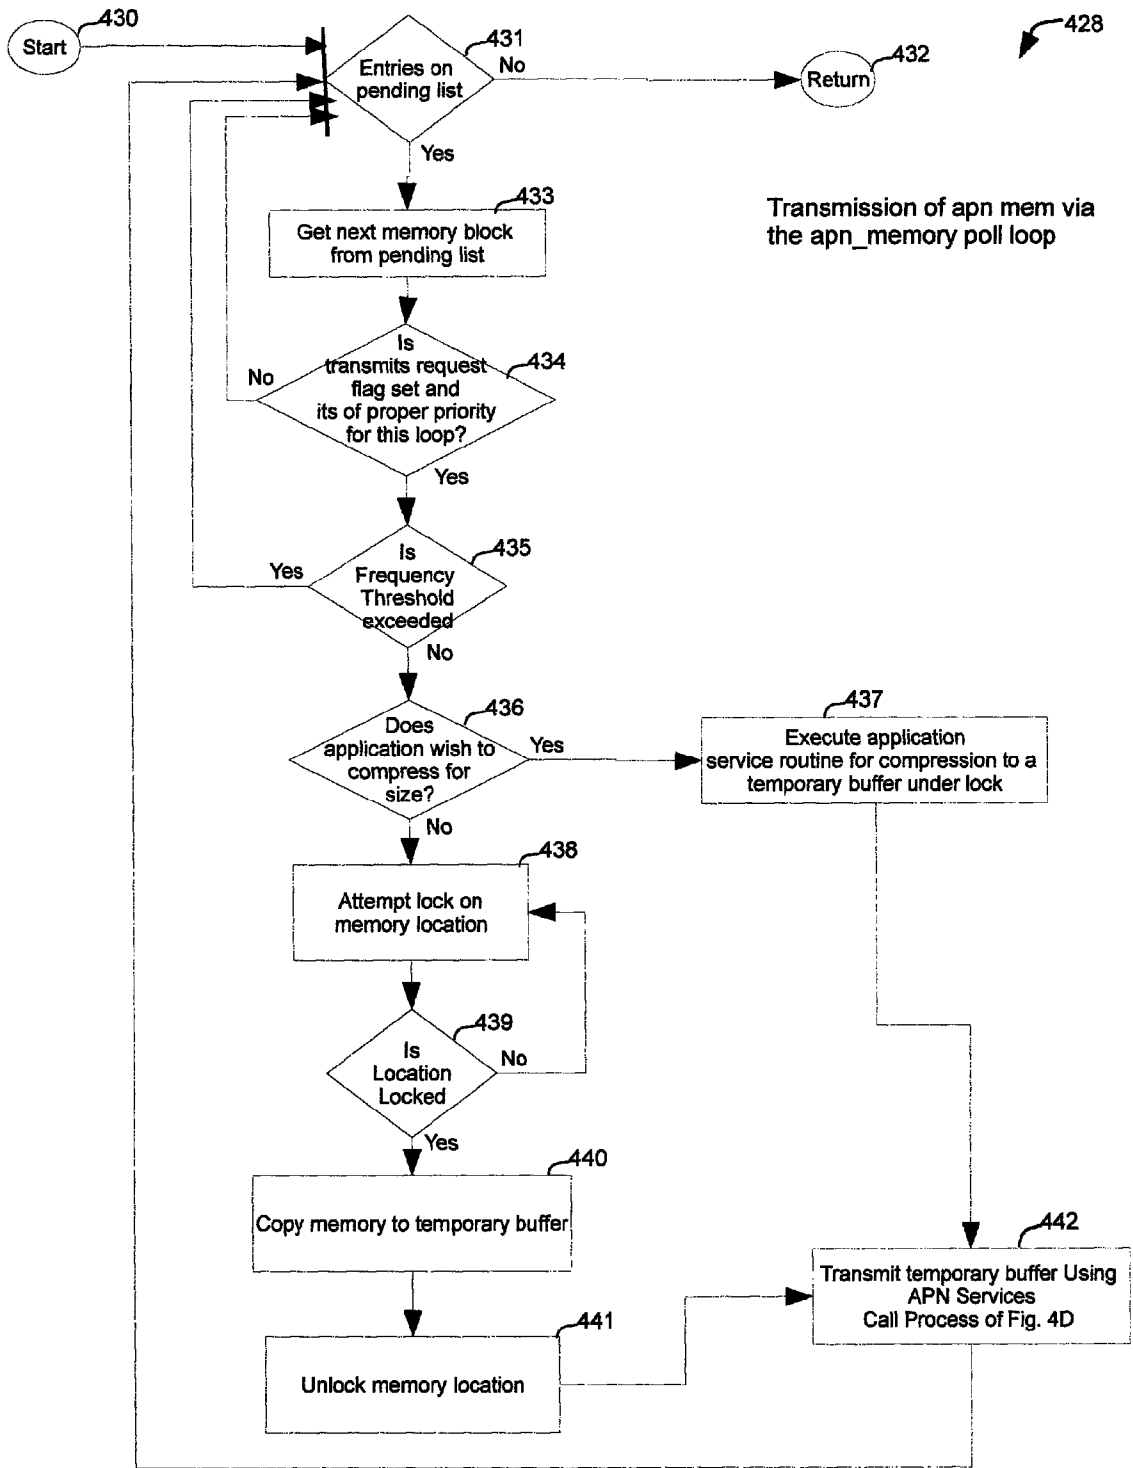 430
Start
431
Entries on
pending list
No
428
432
Return
Yes
433
Get next memory block
from pending list
Transmission of apn mem via
the apn_memory poll loop
Is
transmits request
flag set and
its of proper priority
for this loop?
434
No
Yes
435
Is
Frequency
Threshold
exceeded
Yes
No
436
Does
application wish to
compress for
size?
Yes
437
Execute application
service routine for compression to a
temporary buffer under lock
No
438
Attempt lock on
memory location
439
Is
Location
Locked
No
Yes
440
Copy memory to temporary buffer
442
Transmit temporary buffer Using
APN Services
Call Process of Fig. 4D
441
Unlock memory location